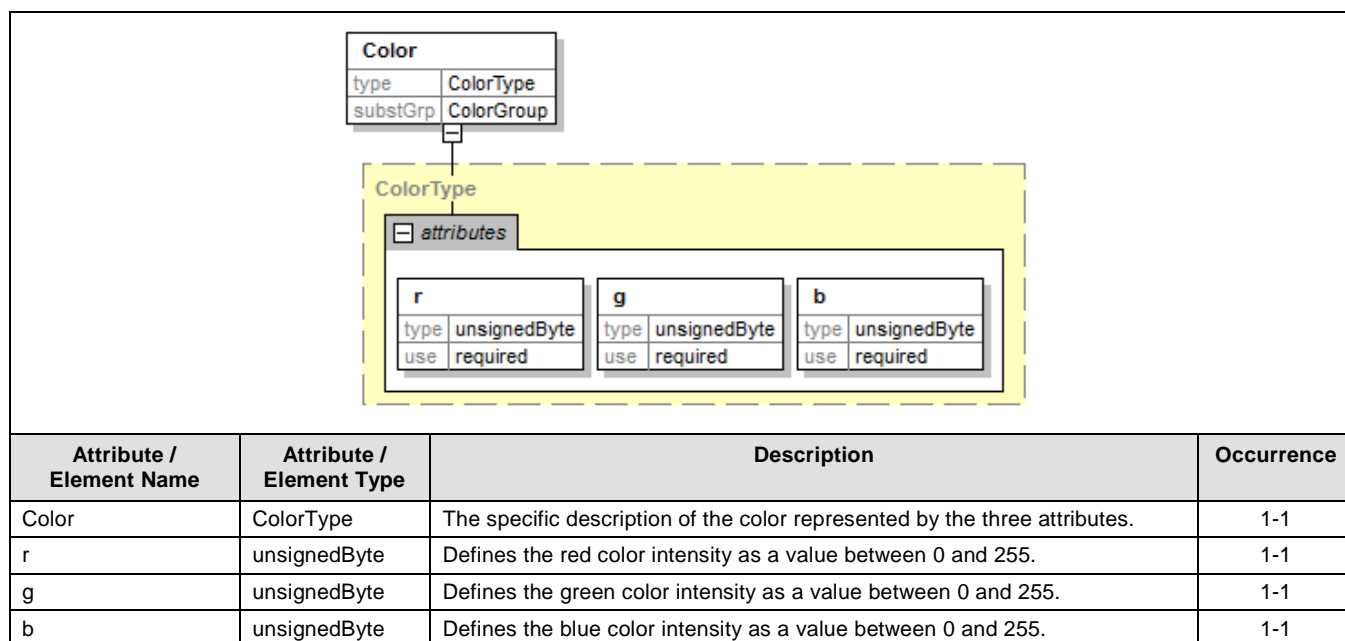 Color
type ColorType
substGrp ColorGroup
ColorType
attributes
r g b
type unsignedByte type unsignedByte type unsignedByte
use required use required use required
Attribute / Attribute / Description Occurrence
Element Name Element Type
Color ColorType The specific description of the color represented by the three attributes. 1-1
r unsignedByte Defines the red color intensity as a value between 0 and 255. 1-1
g unsignedByte Defines the green color intensity as a value between 0 and 255. 1-1
b unsignedByte Defines the blue color intensity as a value between 0 and 255. 1-1